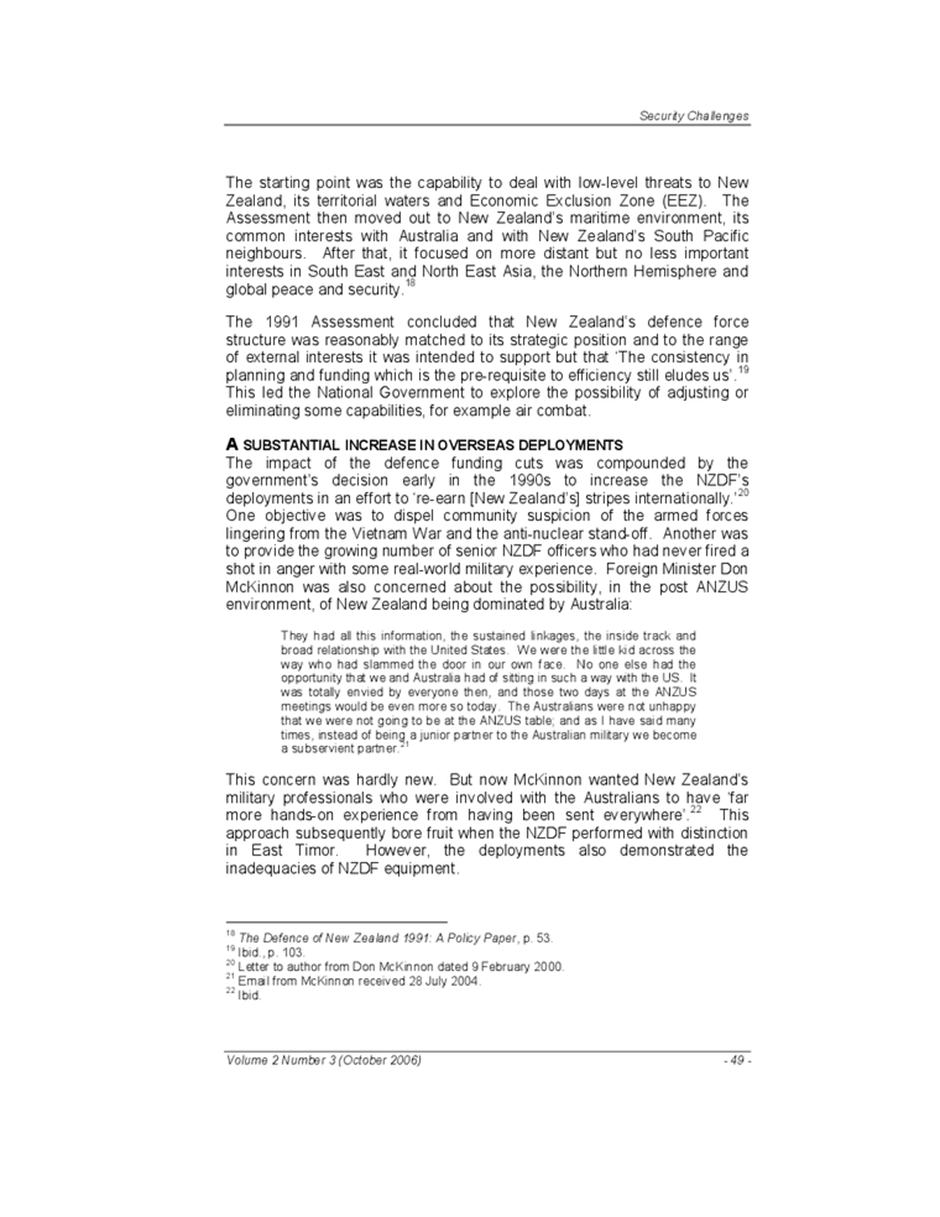 Security Challenges
The starting point was the capability to deal with low-level threats to New
Zealand, its territorial waters and Economic Exclusion Zone (EEZ). The
Assessment then moved out to New Zealand's maritime environment, its
common interests with Australia and with New Zealand's South Pacific
neighbours. After that, it focused on more distant but no less important
interests in South East and North East Asia, the Northern Hemisphere and
global peace and security.18
The 1991 Assessment concluded that New Zealand's defence force
structure was reasonably matched to its strategic position and to the range
of external interests it was intended to support but that 'The consistency in
planning and funding which is the pre-requisite to efficiency still eludes us'.19
This led the National Government to explore the possibility of adjusting or
eliminating some capabilities, for example air combat.
A SUBSTANTIAL INCREASE IN OVERSEAS DEPLOYMENTS
The impact of the defence funding cuts was compounded by the
government's decision early in the 1990s to increase the NZDF's
deployments in an effort to 're-earn [New Zealand's] stripes internationally.'20
One objective was to dispel community suspicion of the armed forces
lingering from the Vietnam War and the anti-nuclear stand-off. Another was
to provide the growing number of senior NZDF officers who had never fired a
shot in anger with some real-world military experience. Foreign Minister Don
McKinnon was also concerned about the possibility, in the post ANZUS
environment, of New Zealand being dominated by Australia:
They had all this information, the sustained linkages, the inside track and
broad relationship with the United States. We were the little kid across the
way who had slammed the door in our own face. No one else had the
opportunity that we and Australia had of sitting in such a way with the US. It
was totally envied by everyone then, and those two days at the ANZUS
meetings would be even more so today. The Australians were not unhappy
that we were not going to be at the ANZUS table; and as I have said many
times, instead of being a junior partner to the Australian military we become
a subservient partner.21
This concern was hardly new. But now McKinnon wanted New Zealand's
military professionals who were involved with the Australians to have 'far
more hands-on experience from having been sent everywhere'.22 This
approach subsequently bore fruit when the NZDF performed with distinction
in East Timor. However, the deployments also demonstrated the
inadequacies of NZDF equipment.
18 The Defence of New Zealand 1991: A Policy Paper, p. 53.
19 Ibid., p. 103.
20 Letter to author from Don McKinnon dated 9 February 2000.
21 Email from McKinnon received 28 July 2004.
22 Ibid.
Volume 2 Number 3 (October 2006) - 49 -